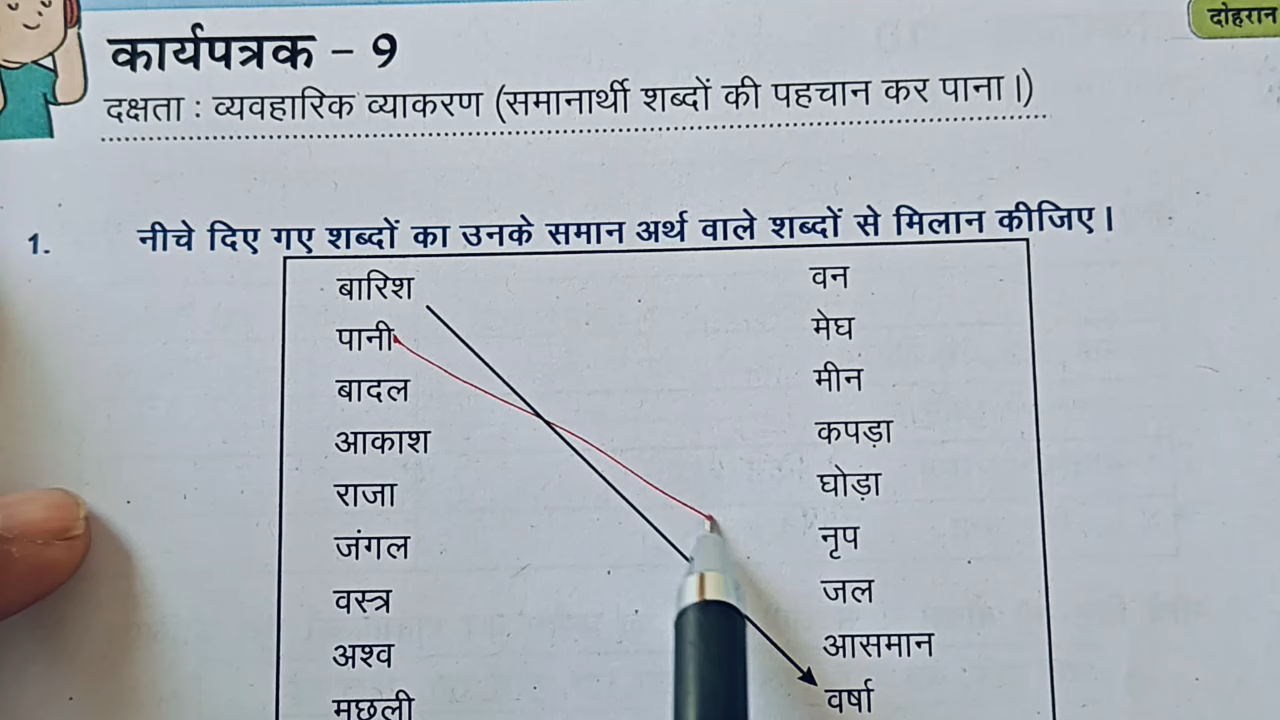 दोहरान
कार्यपत्रक - 9
दक्षता : व्यवहारिक व्याकरण (समानार्थी शब्दों की पहचान कर पाना।)
1. नीचे दिए गए शब्दों का उनके समान अर्थ वाले शब्दों से मिलान कीजिए।
बारिश वन
पानी मेघ
बादल मीन
आकाश कपड़ा
राजा घोड़ा
जंगल नृप
वस्त्र जल
अश्व आसमान
मछली वर्षा